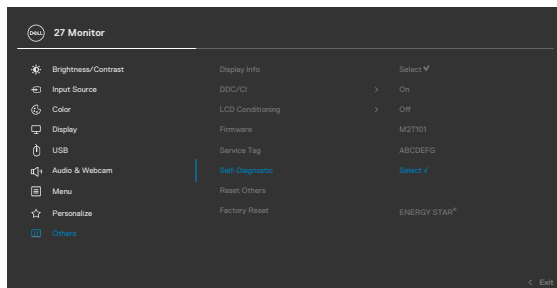 DELL 27 Monitor
Brightness/Contrast Display Info Select √
Input Source DDC/CI > On
Color LCD Conditioning > Off
Display Firmware M2T101
USB Service Tag ABCDEFG
Audio & Webcam Self-Diagnostic Select √
Menu Reset Others
Personalize Factory Reset ENERGY STAR®
Others
< Exit